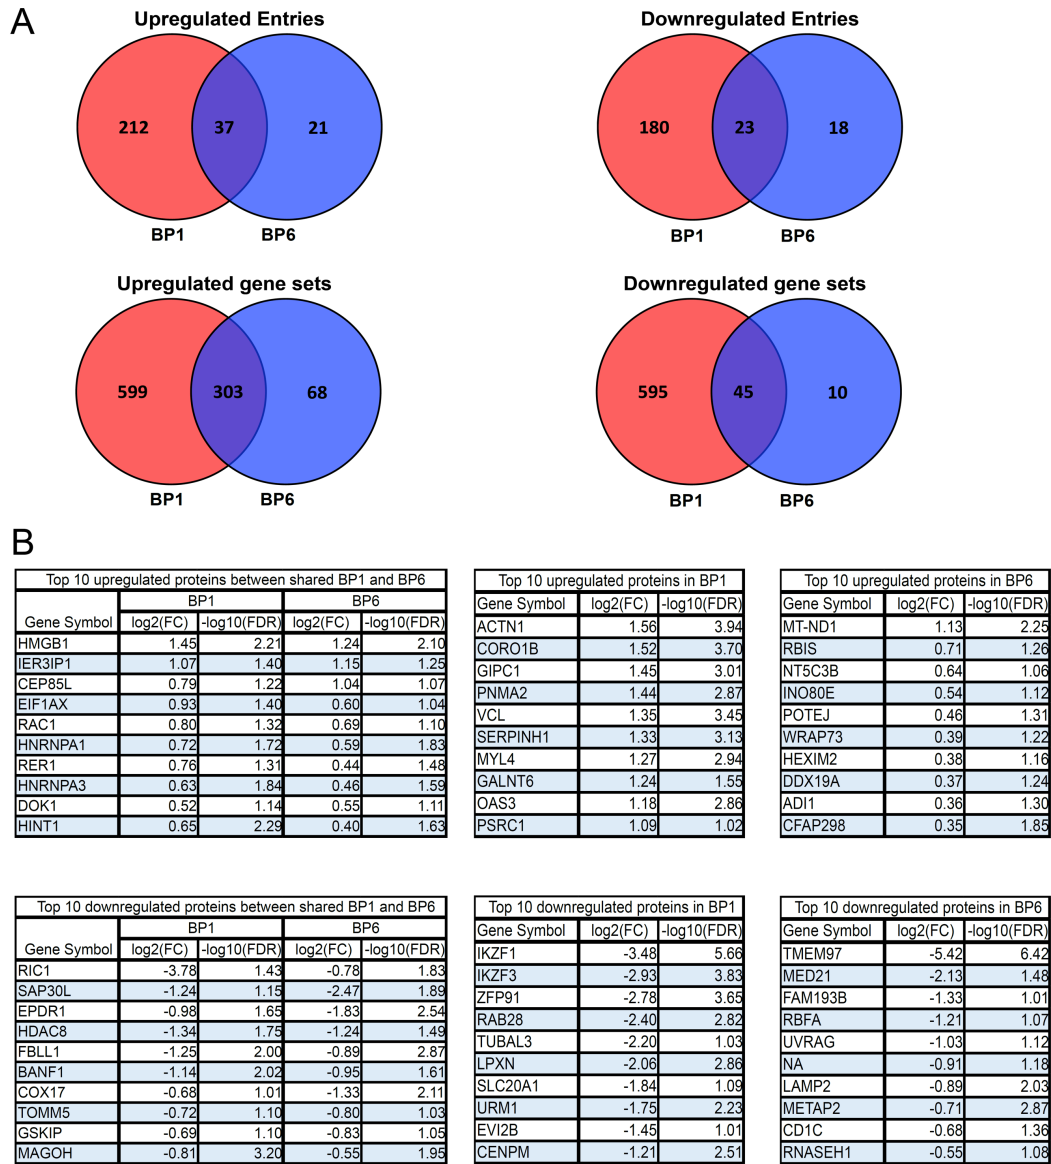 A
Upregulated Entries
Downregulated Entries
212 37 21
180 23 18
BP1 BP6
BP1 BP6
Upregulated gene sets
Downregulated gene sets
599 303 68
595 45 10
BP1 BP6
BP1 BP6
B
Top 10 upregulated proteins between shared BP1 and BP6
BP1 BP6
Gene Symbol log2(FC) -log10(FDR) log2(FC) -log10(FDR)
HMGB1 1.45 2.21 1.24 2.10
IER3IP1 1.07 1.40 1.15 1.25
CEP85L 0.79 1.22 1.04 1.07
EIF1AX 0.93 1.40 0.60 1.04
RAC1 0.80 1.32 0.69 1.10
HNRNPA1 0.72 1.72 0.59 1.83
RER1 0.76 1.31 0.44 1.48
HNRNPA3 0.63 1.84 0.46 1.59
DOK1 0.52 1.14 0.55 1.11
HINT1 0.65 2.29 0.40 1.63
Top 10 upregulated proteins in BP1
Gene Symbol log2(FC) -log10(FDR)
ACTN1 1.56 3.94
CORO1B 1.52 3.70
GIPC1 1.45 3.01
PNMA2 1.44 2.87
VCL 1.35 3.45
SERPINH1 1.33 3.13
MYL4 1.27 2.94
GALNT6 1.24 1.55
OAS3 1.18 2.86
PSRC1 1.09 1.02
Top 10 upregulated proteins in BP6
Gene Symbol log2(FC) -log10(FDR)
MT-ND1 1.13 2.25
RBIS 0.71 1.26
NT5C3B 0.64 1.06
INO80E 0.54 1.12
POTEJ 0.46 1.31
WRAP73 0.39 1.22
HEXIM2 0.38 1.16
DDX19A 0.37 1.24
ADI1 0.36 1.30
CFAP298 0.35 1.85
Top 10 downregulated proteins between shared BP1 and BP6
BP1 BP6
Gene Symbol log2(FC) -log10(FDR) log2(FC) -log10(FDR)
RIC1 -3.78 1.43 -0.78 1.83
SAP30L -1.24 1.15 -2.47 1.89
EPDR1 -0.98 1.65 -1.83 2.54
HDAC8 -1.34 1.75 -1.24 1.49
FBLL1 -1.25 2.00 -0.89 2.87
BANF1 -1.14 2.02 -0.95 1.61
COX17 -0.68 1.01 -1.33 2.11
TOMM5 -0.72 1.10 -0.80 1.03
GSKIP -0.69 1.10 -0.83 1.05
MAGOH -0.81 3.20 -0.55 1.95
Top 10 downregulated proteins in BP1
Gene Symbol log2(FC) -log10(FDR)
IKZF1 -3.48 5.66
IKZF3 -2.93 3.83
ZFP91 -2.78 3.65
RAB28 -2.40 2.82
TUBAL3 -2.20 1.03
LPXN -2.06 2.86
SLC20A1 -1.84 1.09
URM1 -1.75 2.23
EVI2B -1.45 1.01
CENPM -1.21 2.51
Top 10 downregulated proteins in BP6
Gene Symbol log2(FC) -log10(FDR)
TMEM97 -5.42 6.42
MED21 -2.13 1.48
FAM193B -1.33 1.01
RBFA -1.21 1.07
UVRAG -1.03 1.12
NA -0.91 1.18
LAMP2 -0.89 2.03
METAP2 -0.71 2.87
CD1C -0.68 1.36
RNASEH1 -0.55 1.08